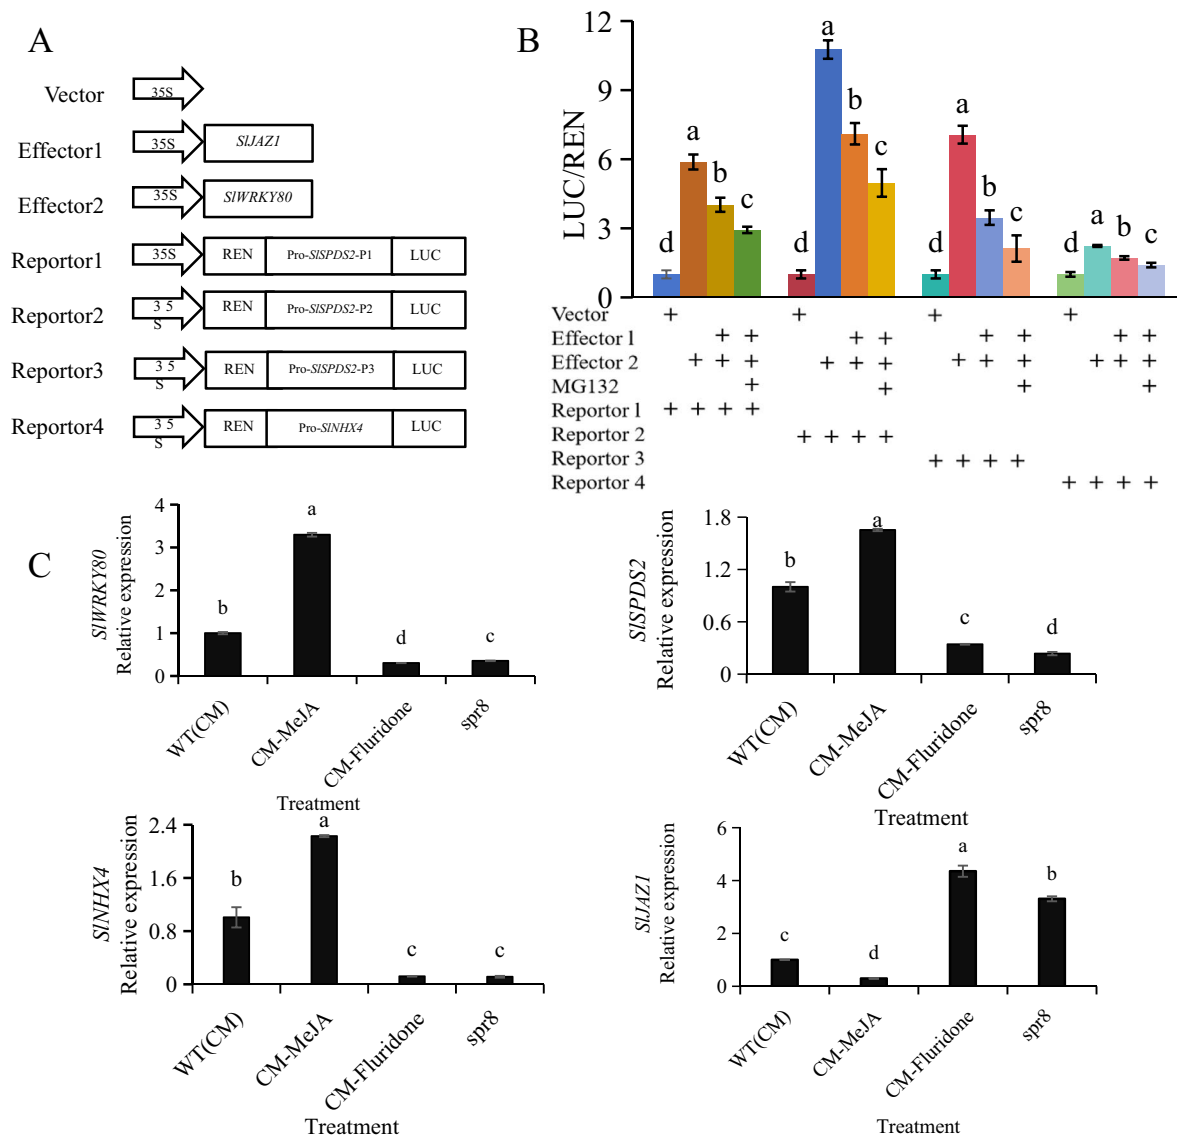 A
Vector
35S
Effector1
35S
SlJAZ1
Effector2
35S
SlWRKY80
Reportor1
35S
REN
Pro-SlSPDS2-P1
LUC
Reportor2
3 5
S
REN
Pro-SlSPDS2-P2
LUC
Reportor3
3 5
S
REN
Pro-SlSPDS2-P3
LUC
Reportor4
3 5
S
REN
Pro-SlNHX4
LUC
B
LUC/REN
12
9
6
3
0
d a b c d a b c d a b c d a b c
Vector + + + +
Effector 1 + + + + + + + +
Effector 2 + + + + + + + + + + + +
MG132 + + + +
Reportor 1 + + + +
Reportor 2 + + + +
Reportor 3 + + + +
Reportor 4 + + + +
C
SlWRKY80
Relative expression
4
3
2
1
0
b a d c
WT(CM)
CM-MeJA
CM-Fluridone
spr8
Treatment
SlSPDS2
Relative expression
1.8
1.2
0.6
0
b a c d
WT(CM)
CM-MeJA
CM-Fluridone
spr8
Treatment
SlNHX4
Relative expression
2.4
1.6
0.8
0
b a c c
WT(CM)
CM-MeJA
CM-Fluridone
spr8
Treatment
SlJAZ1
Relative expression
6
4
2
0
c d a b
WT(CM)
CM-MeJA
CM-Fluridone
spr8
Treatment